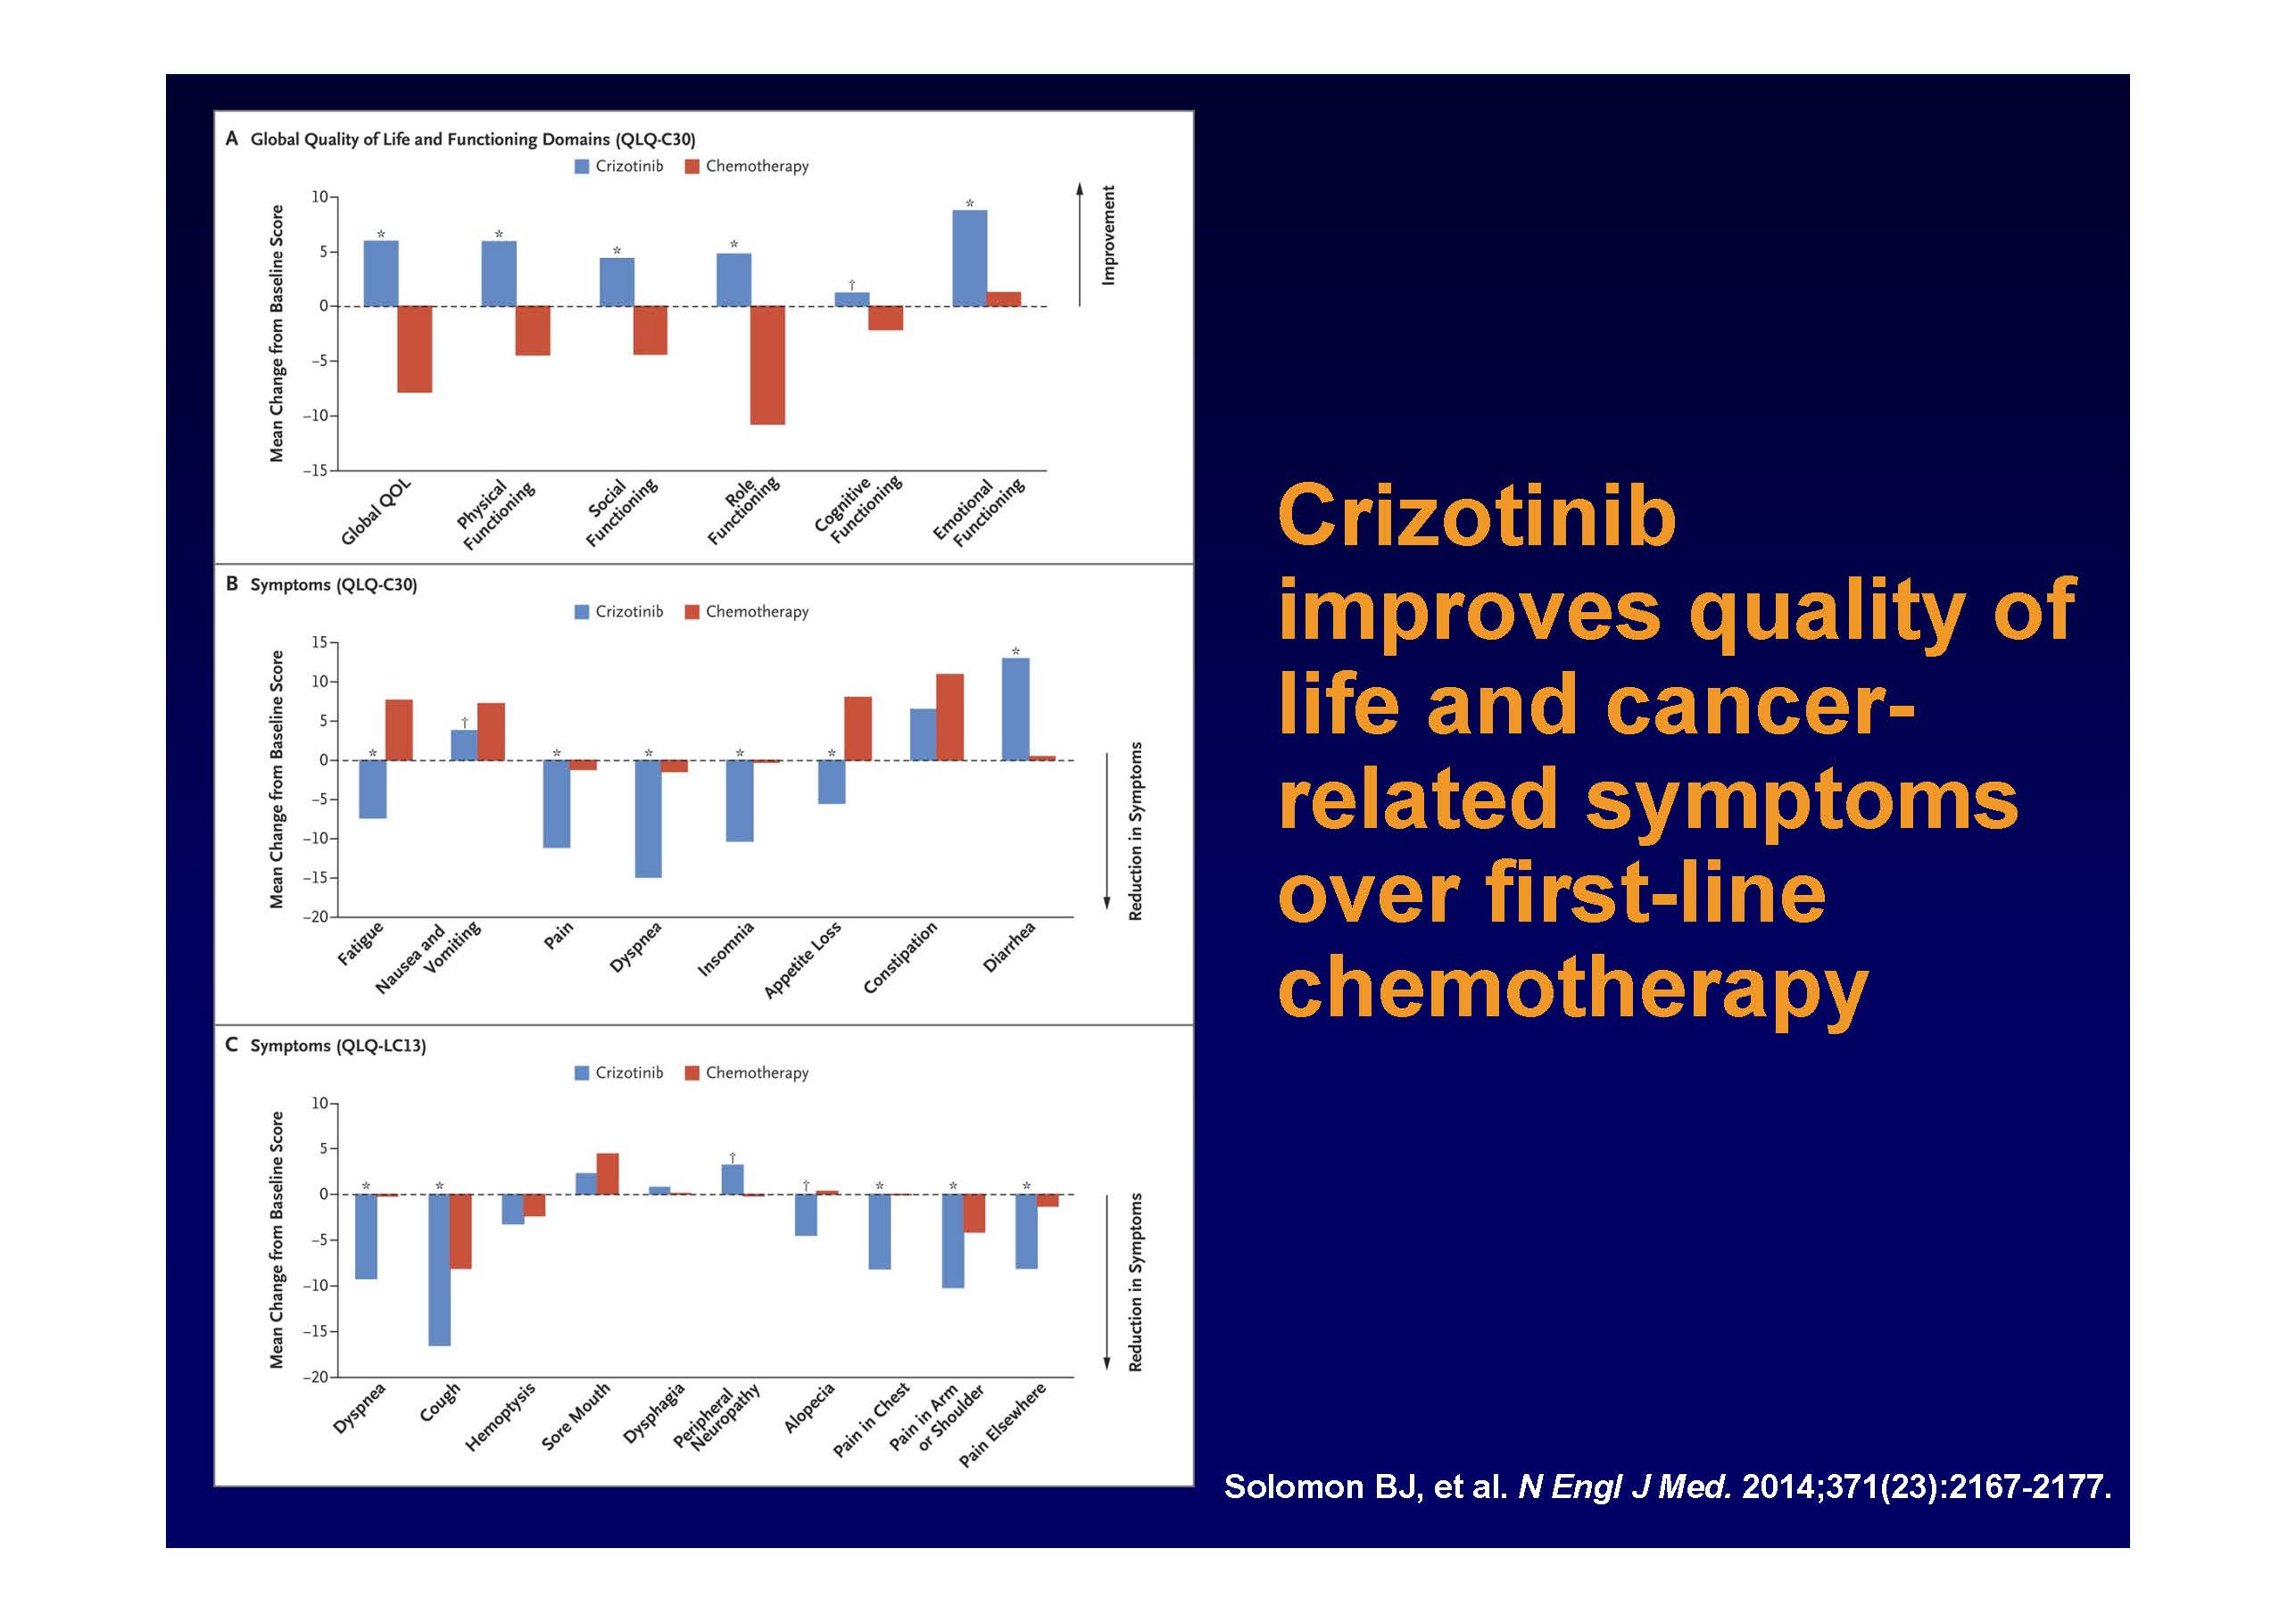 A Global Quality of Life and Functioning Domains (QLQ-C30)
Crizotinib Chemotherapy
Mean Change from Baseline Score
10
5
0
–5
–10
–15
* * * * † *
Improvement
Global QOL
Physical
Functioning
Social
Functioning
Role
Functioning
Cognitive
Functioning
Emotional
Functioning
B Symptoms (QLQ-C30)
Crizotinib Chemotherapy
Mean Change from Baseline Score
15
10
5
0
–5
–10
–15
–20
* † * * * * *
Reduction in Symptoms
Fatigue
Nausea and
Vomiting
Pain
Dyspnea
Insomnia
Appetite Loss
Constipation
Diarrhea
C Symptoms (QLQ-LC13)
Crizotinib Chemotherapy
Mean Change from Baseline Score
10
5
0
–5
–10
–15
–20
* * † † * * *
Reduction in Symptoms
Dyspnea
Cough
Hemoptysis
Sore Mouth
Dysphagia
Peripheral
Neuropathy
Alopecia
Pain in Chest
Pain in Arm
or Shoulder
Pain Elsewhere
Crizotinib
improves quality of
life and cancer-
related symptoms
over first-line
chemotherapy
Solomon BJ, et al. N Engl J Med. 2014;371(23):2167-2177.